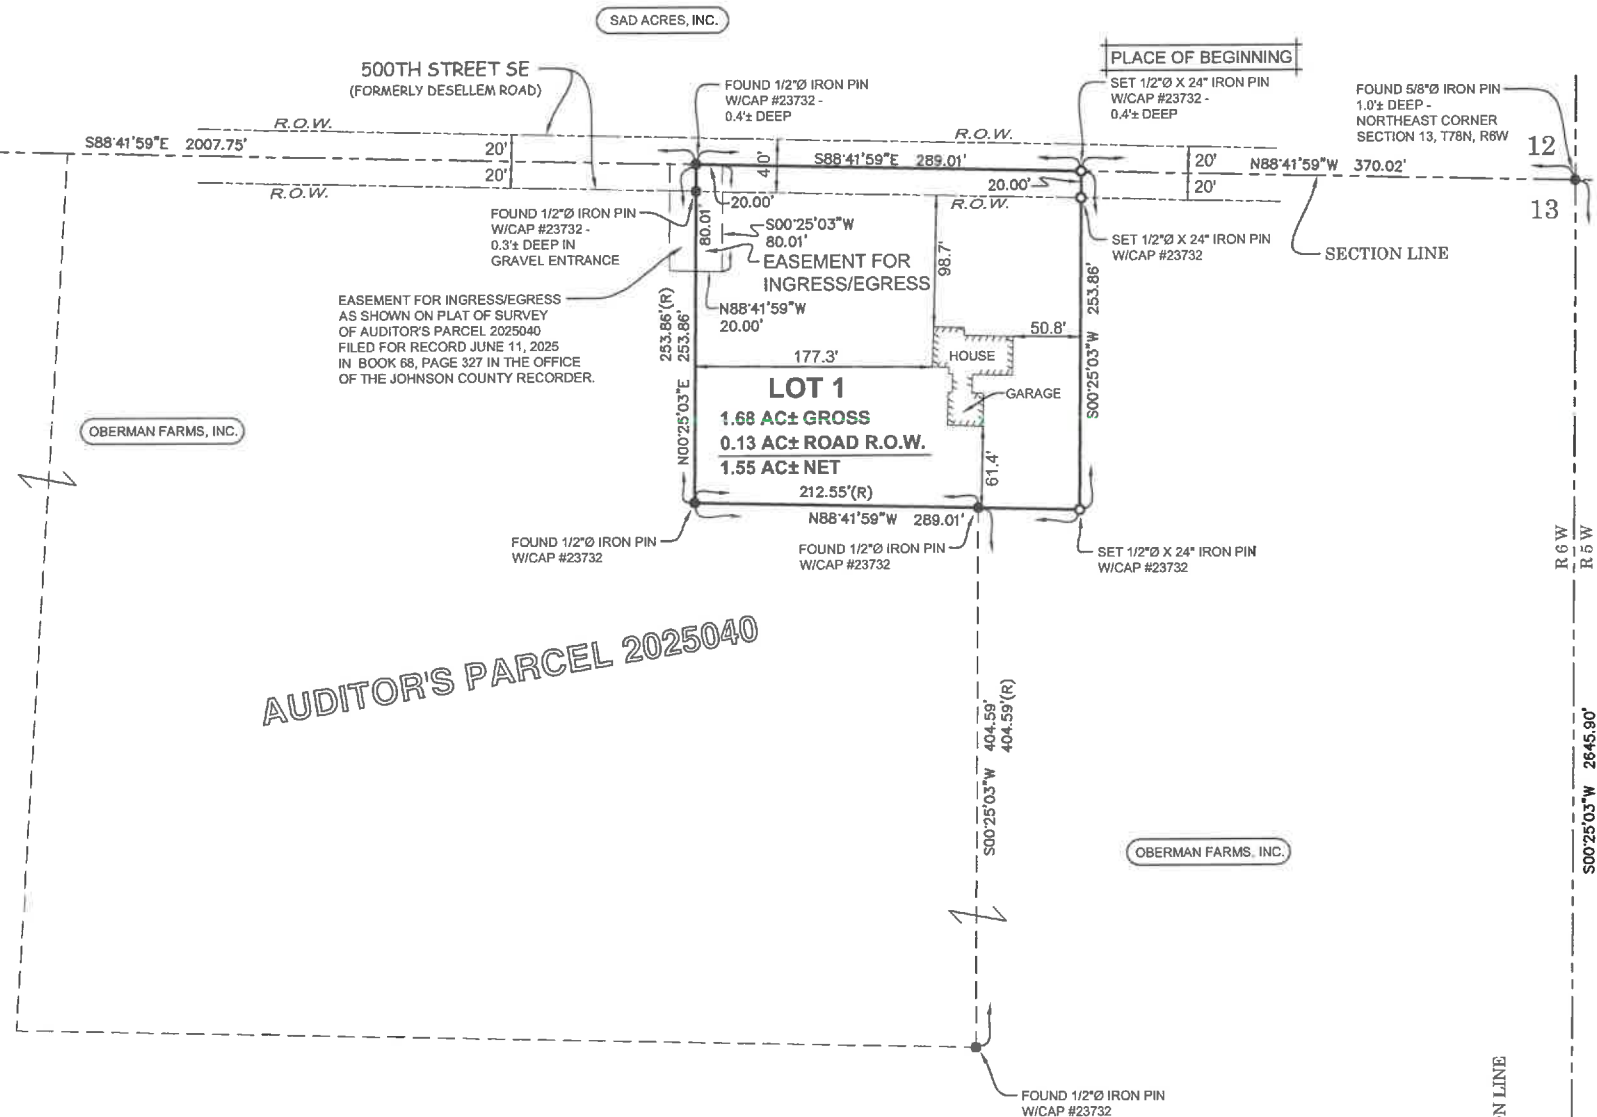 SAD ACRES, INC.
500TH STREET SE
(FORMERLY DESELLEM ROAD)
FOUND 1/2"Ø IRON PIN
W/CAP #23732 -
0.4'± DEEP
PLACE OF BEGINNING
SET 1/2"Ø X 24" IRON PIN
W/CAP #23732 -
0.4'± DEEP
FOUND 5/8"Ø IRON PIN
1.0'± DEEP -
NORTHEAST CORNER
SECTION 13, T78N, R6W
12
13
R.O.W.
R.O.W.
S88°41'59"E 2007.75'
20'
20'
40'
S88°41'59"E 289.01'
20'
20'
N88°41'59"W 370.02'
R.O.W.
R.O.W.
20.00'
20.00'
FOUND 1/2"Ø IRON PIN
W/CAP #23732 -
0.3'± DEEP IN
GRAVEL ENTRANCE
80.01'
S00°25'03"W
80.01'
EASEMENT FOR
INGRESS/EGRESS
N88°41'59"W
20.00'
98.7'
SET 1/2"Ø X 24" IRON PIN
W/CAP #23732
SECTION LINE
EASEMENT FOR INGRESS/EGRESS
AS SHOWN ON PLAT OF SURVEY
OF AUDITOR'S PARCEL 2025040
FILED FOR RECORD JUNE 11, 2025
IN BOOK 68, PAGE 327 IN THE OFFICE
OF THE JOHNSON COUNTY RECORDER.
253.86'(R)
N00°25'03"E 253.86'
177.3'
50.8'
HOUSE
GARAGE
S00°25'03"W 253.86'
LOT 1
1.68 AC± GROSS
0.13 AC± ROAD R.O.W.
1.55 AC± NET
61.4'
212.55'(R)
N88°41'59"W 289.01'
OBERMAN FARMS, INC.
FOUND 1/2"Ø IRON PIN
W/CAP #23732
FOUND 1/2"Ø IRON PIN
W/CAP #23732
SET 1/2"Ø X 24" IRON PIN
W/CAP #23732
R6W
R5W
AUDITOR'S PARCEL 2025040
S00°25'03"W 404.59'
404.59'(R)
S00°25'03"W 2645.90'
OBERMAN FARMS, INC.
FOUND 1/2"Ø IRON PIN
W/CAP #23732
N LINE